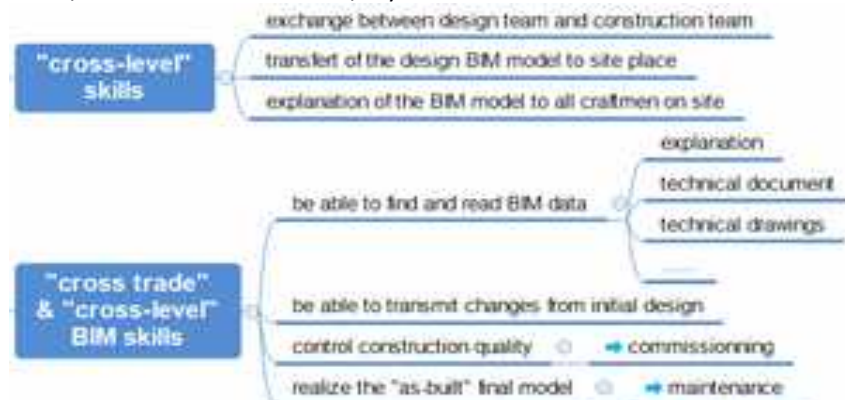 exchange between design team and construction team
"cross-level"
skills
transfert of the design BIM model to site place
explanation of the BIM model to all craftmen on site
explanation
technical document
be able to find and read BIM data
technical drawings
"cross trade"
& "cross-level"
BIM skills
be able to transmit changes from initial design
control construction quality
commissionning
realize the "as-built" final model
maintenance